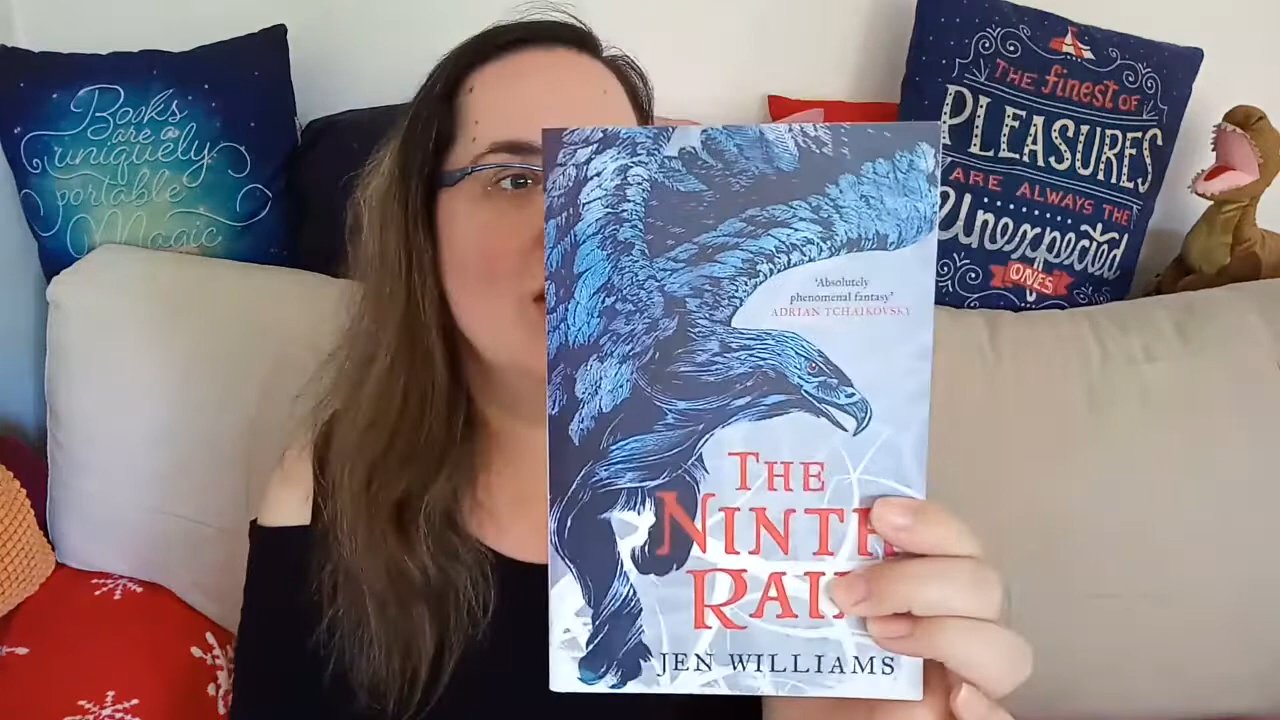 Books
are a
uniquely
portable
Magic
THE finest OF
PLEASURES
ARE ALWAYS THE
Unexpected
ONES
'Absolutely
phenomenal fantasy'
ADRIAN TCHAIKOVSKY
THE
NINTH
RAI
JEN WILLIAMS